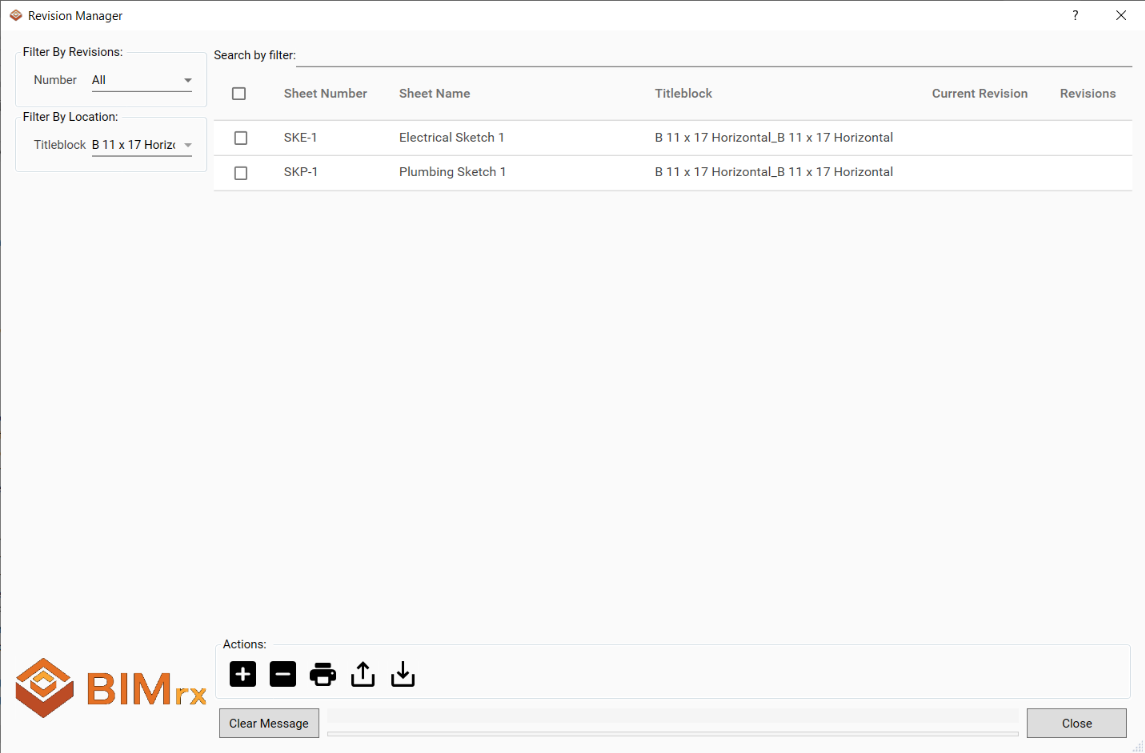 Revision Manager
?
Filter By Revisions:
Number All
Filter By Location:
Titleblock B 11 x 17 Horiz
Search by filter:
Sheet Number Sheet Name Titleblock Current Revision Revisions
SKE-1 Electrical Sketch 1 B 11 x 17 Horizontal_B 11 x 17 Horizontal
SKP-1 Plumbing Sketch 1 B 11 x 17 Horizontal_B 11 x 17 Horizontal
Actions:
BIMrx
Clear Message
Close